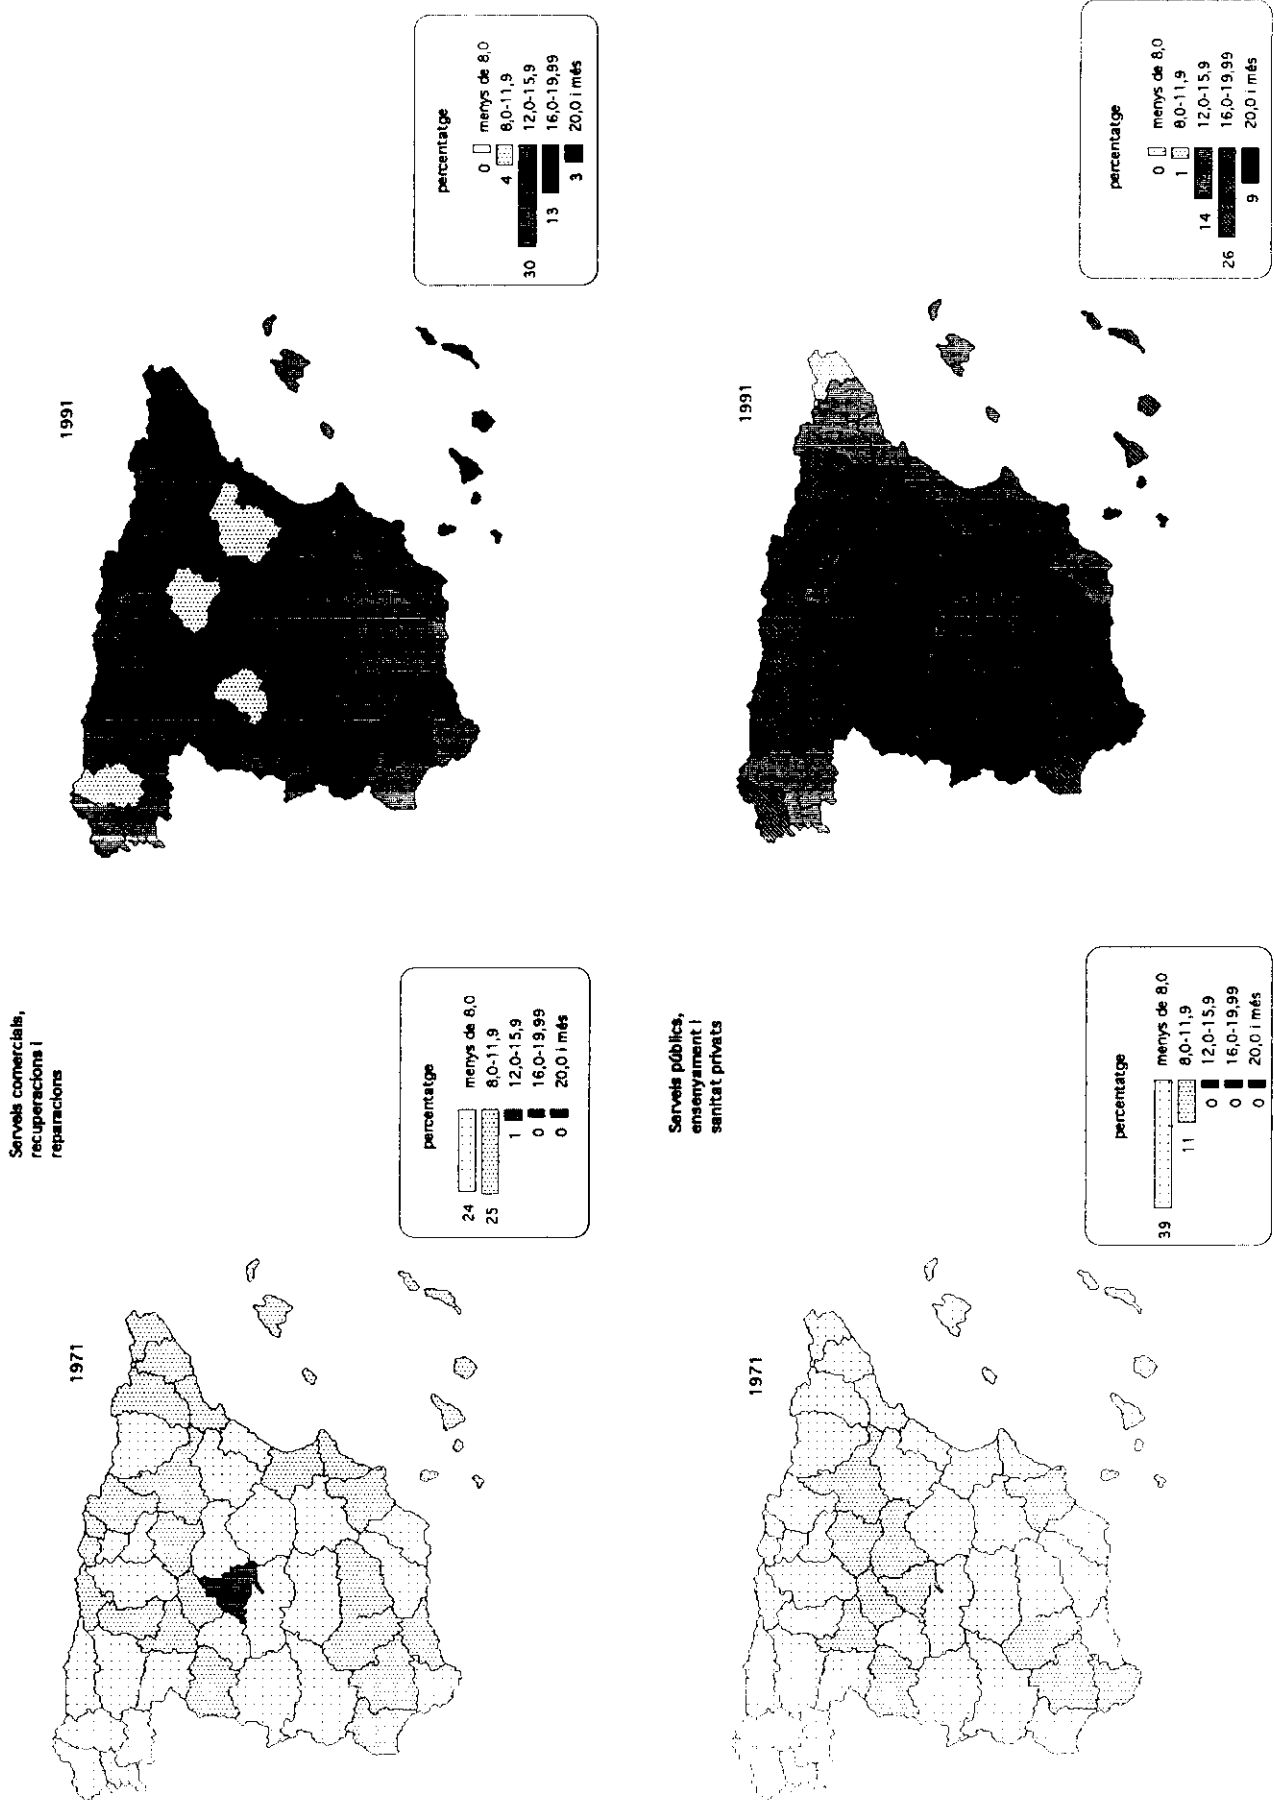 Serveis comercials,
recuperacions i
reparacions
1971
percentatge
24 menys de 8,0
25 8,0-11,9
1 12,0-15,9
0 16,0-19,99
0 20,0 i més
1991
percentatge
0 menys de 8,0
4 8,0-11,9
30 12,0-15,9
13 16,0-19,99
3 20,0 i més
Serveis públics,
ensenyament i
sanitat privats
1971
percentatge
39 menys de 8,0
11 8,0-11,9
0 12,0-15,9
0 16,0-19,99
0 20,0 i més
1991
percentatge
0 menys de 8,0
1 8,0-11,9
14 12,0-15,9
26 16,0-19,99
9 20,0 i més